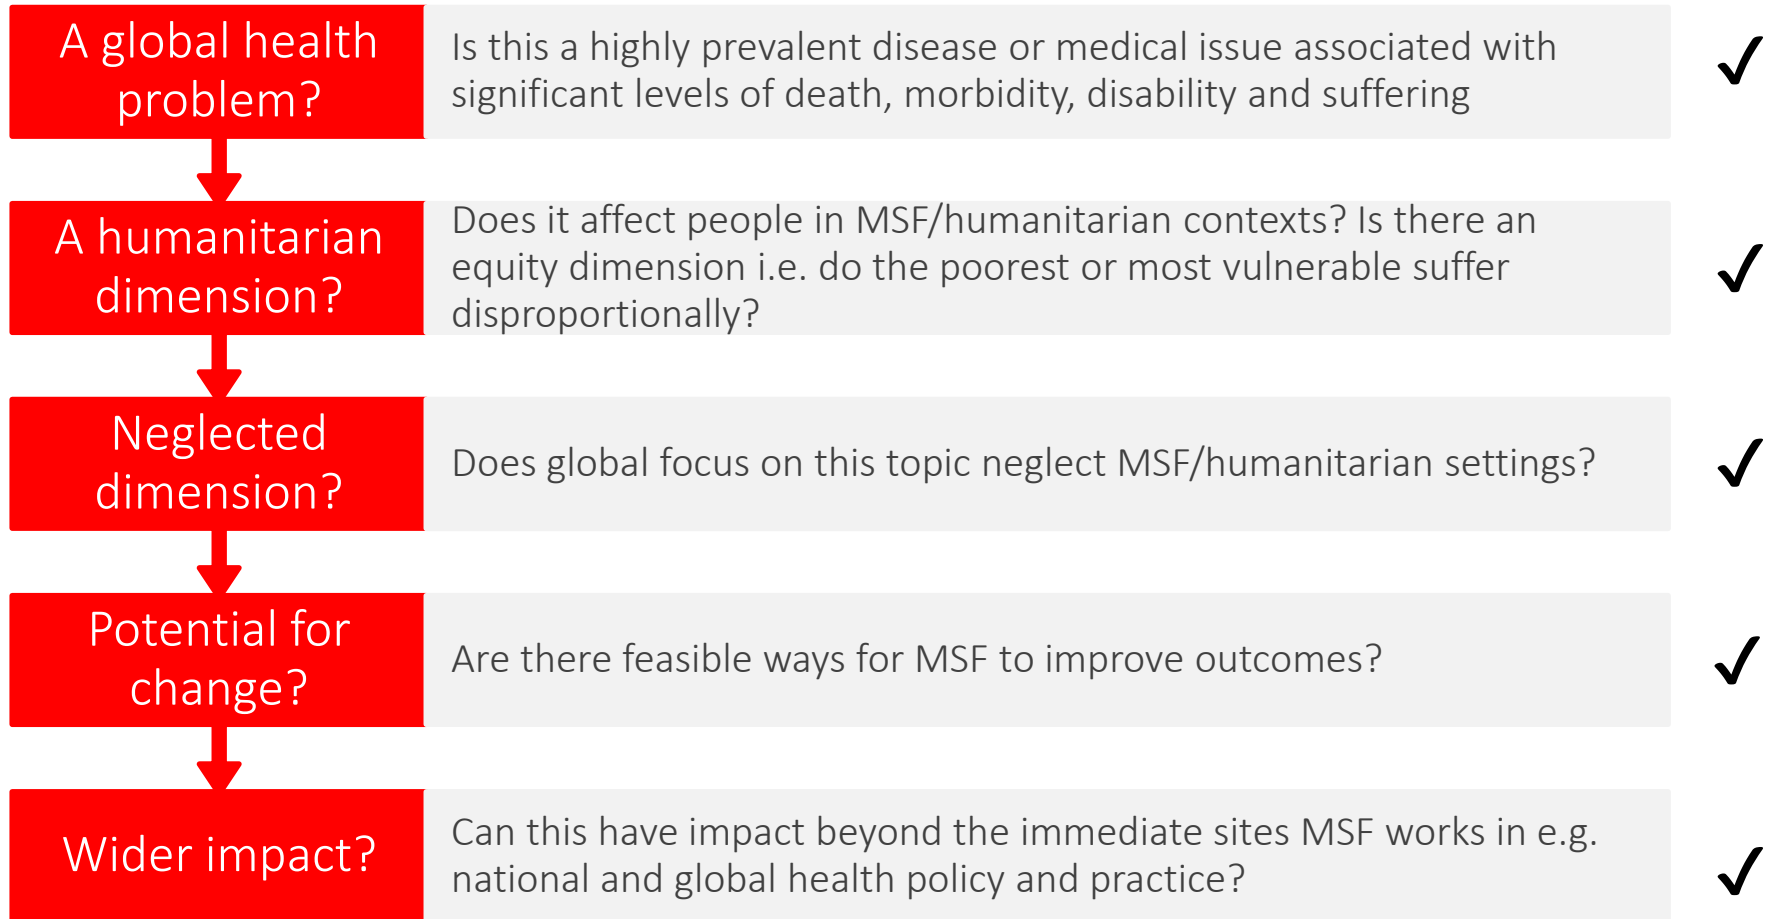 A global health
problem?
Is this a highly prevalent disease or medical issue associated with
significant levels of death, morbidity, disability and suffering
✓
A humanitarian
dimension?
Does it affect people in MSF/humanitarian contexts? Is there an
equity dimension i.e. do the poorest or most vulnerable suffer
disproportionally?
✓
Neglected
dimension?
Does global focus on this topic neglect MSF/humanitarian settings?
✓
Potential for
change?
Are there feasible ways for MSF to improve outcomes?
✓
Wider impact?
Can this have impact beyond the immediate sites MSF works in e.g.
national and global health policy and practice?
✓